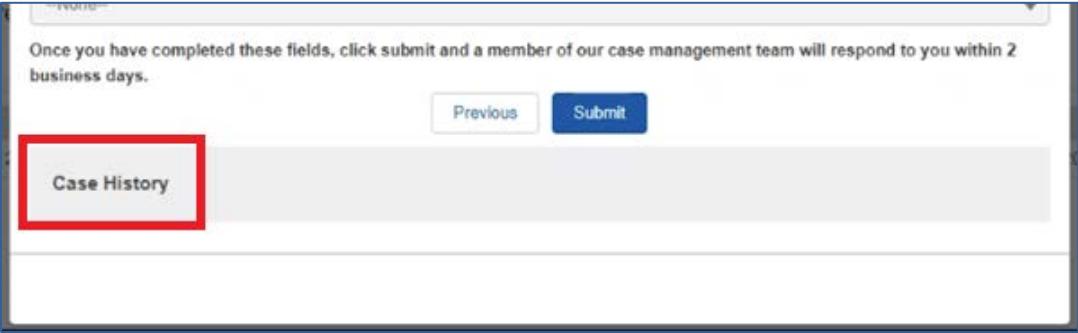 --None--
Once you have completed these fields, click submit and a member of our case management team will respond to you within 2
business days.
Previous Submit
Case History